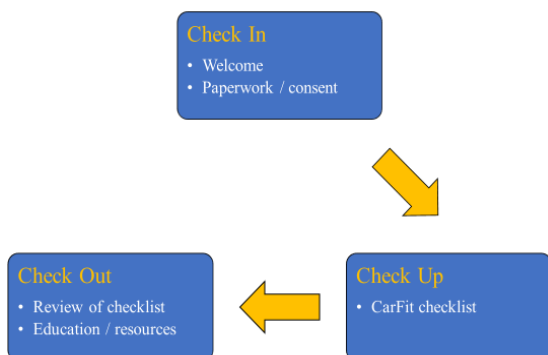 Check In
• Welcome
• Paperwork / consent
Check Up
• CarFit checklist
Check Out
• Review of checklist
• Education / resources